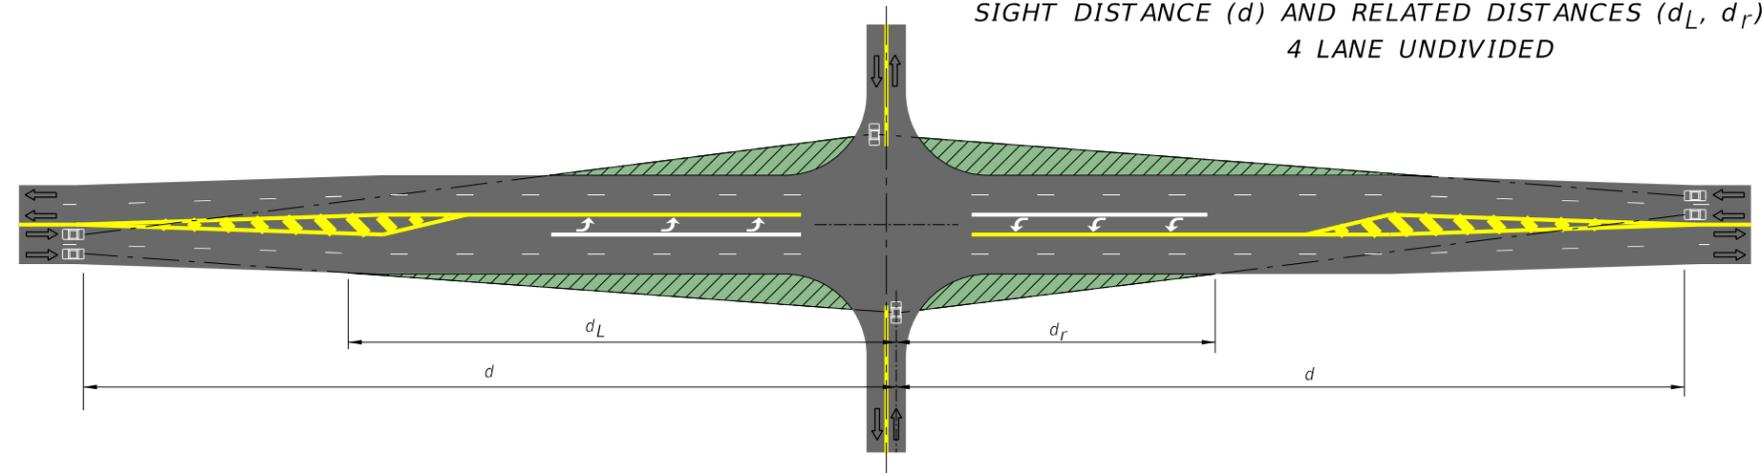 SIGHT DISTANCE (d) AND RELATED DISTANCES (dL, dr)
4 LANE UNDIVIDED
dL
dr
d
d